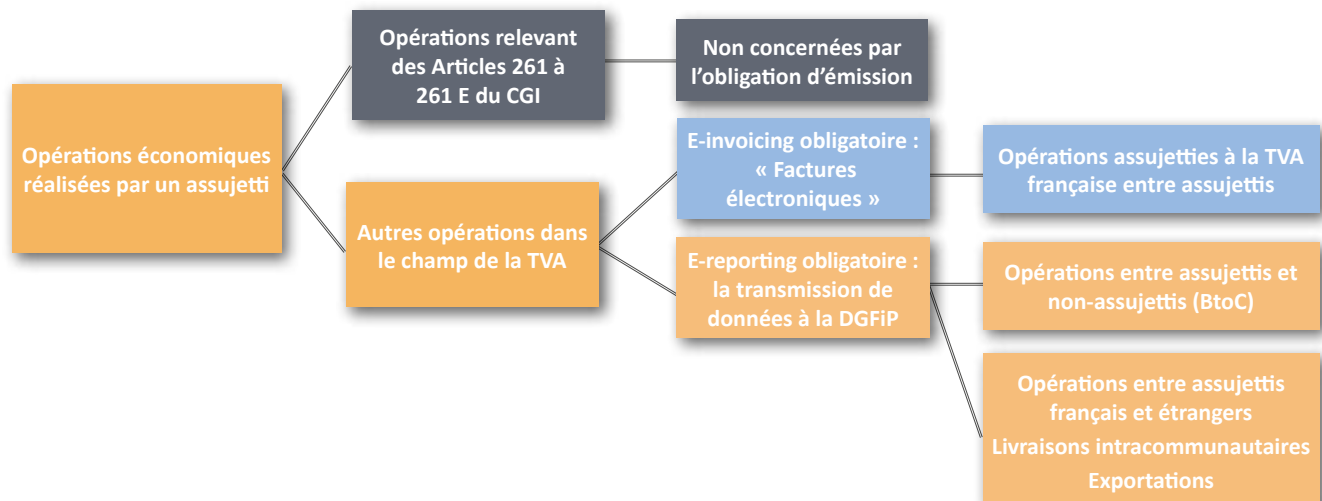 Opérations économiques
réalisées par un assujetti
Opérations relevant
des Articles 261 à
261 E du CGI
Non concernées par
l'obligation d'émission
Autres opérations dans
le champ de la TVA
E-invoicing obligatoire :
« Factures
électroniques »
Opérations assujetties à la TVA
française entre assujettis
E-reporting obligatoire :
la transmission de
données à la DGFiP
Opérations entre assujettis et
non-assujettis (BtoC)
Opérations entre assujettis
français et étrangers
Livraisons intracommunautaires
Exportations